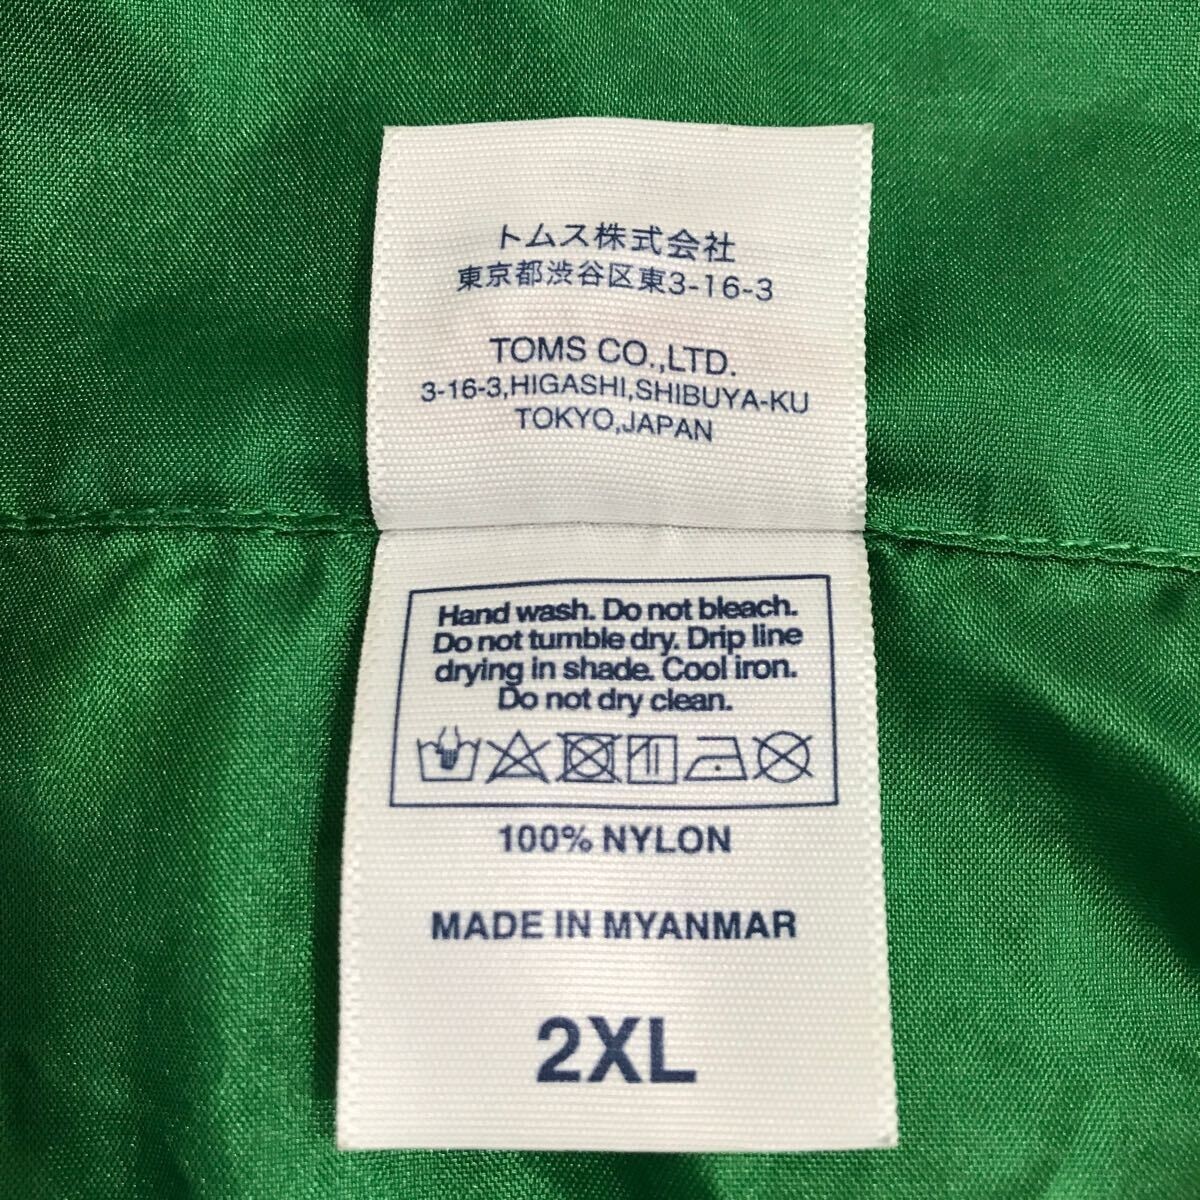 トムス株式会社
東京都渋谷区東3-16-3
TOMS CO.,LTD.
3-16-3,HIGASHI,SHIBUYA-KU
TOKYO,JAPAN
Hand wash. Do not bleach.
Do not tumble dry. Drip line
drying in shade. Cool iron.
Do not dry clean.
100% NYLON
MADE IN MYANMAR
2XL